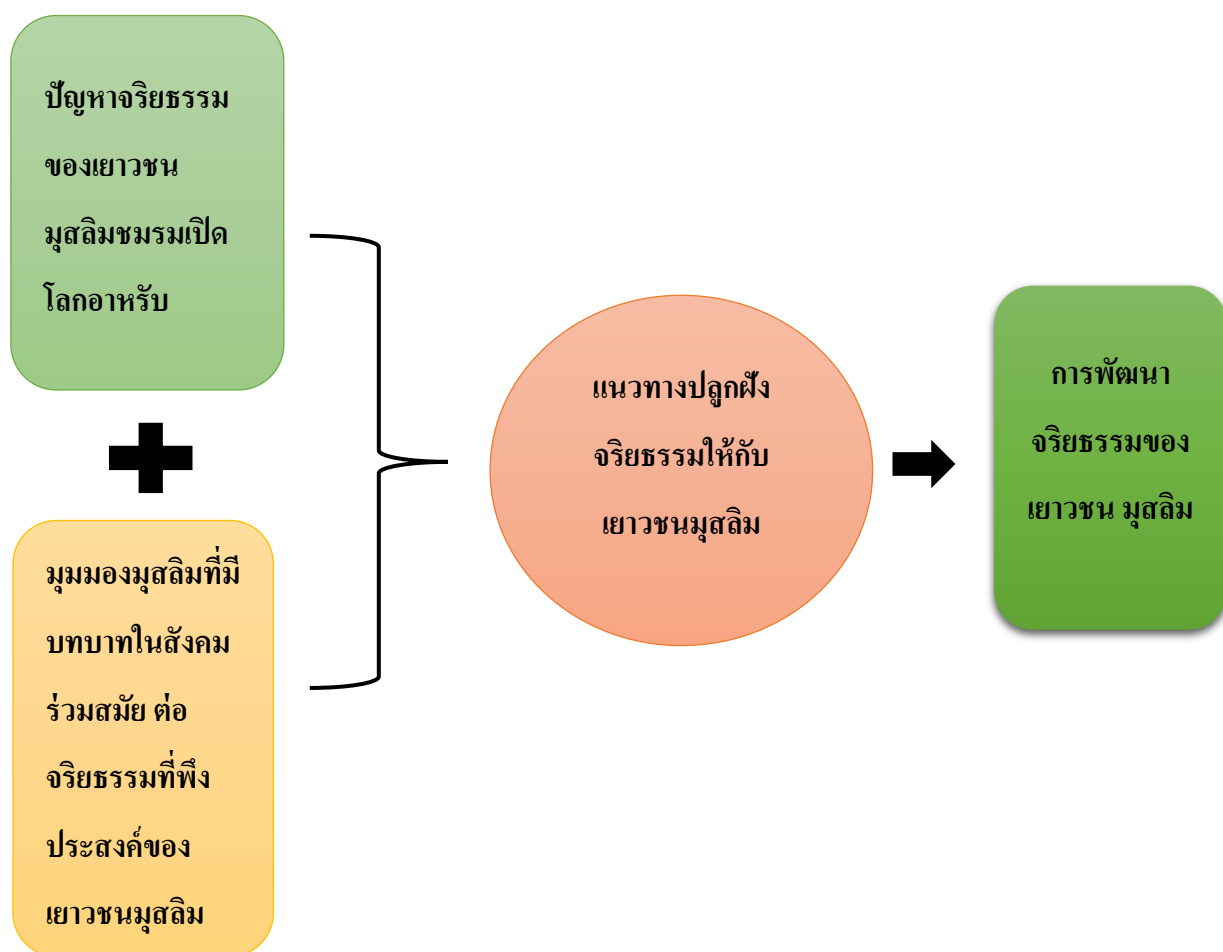 ปัญหาจริยธรรม
ของเยาวชน
มุสลิมชมรมเปิด
โลกอาหรับ
มุมมองมุสลิมที่มี
บทบาทในสังคม
ร่วมสมัย ต่อ
จริยธรรมที่พึง
ประสงค์ของ
เยาวชนมุสลิม
แนวทางปลูกฝัง
จริยธรรมให้กับ
เยาวชนมุสลิม
การพัฒนา
จริยธรรมของ
เยาวชน มุสลิม